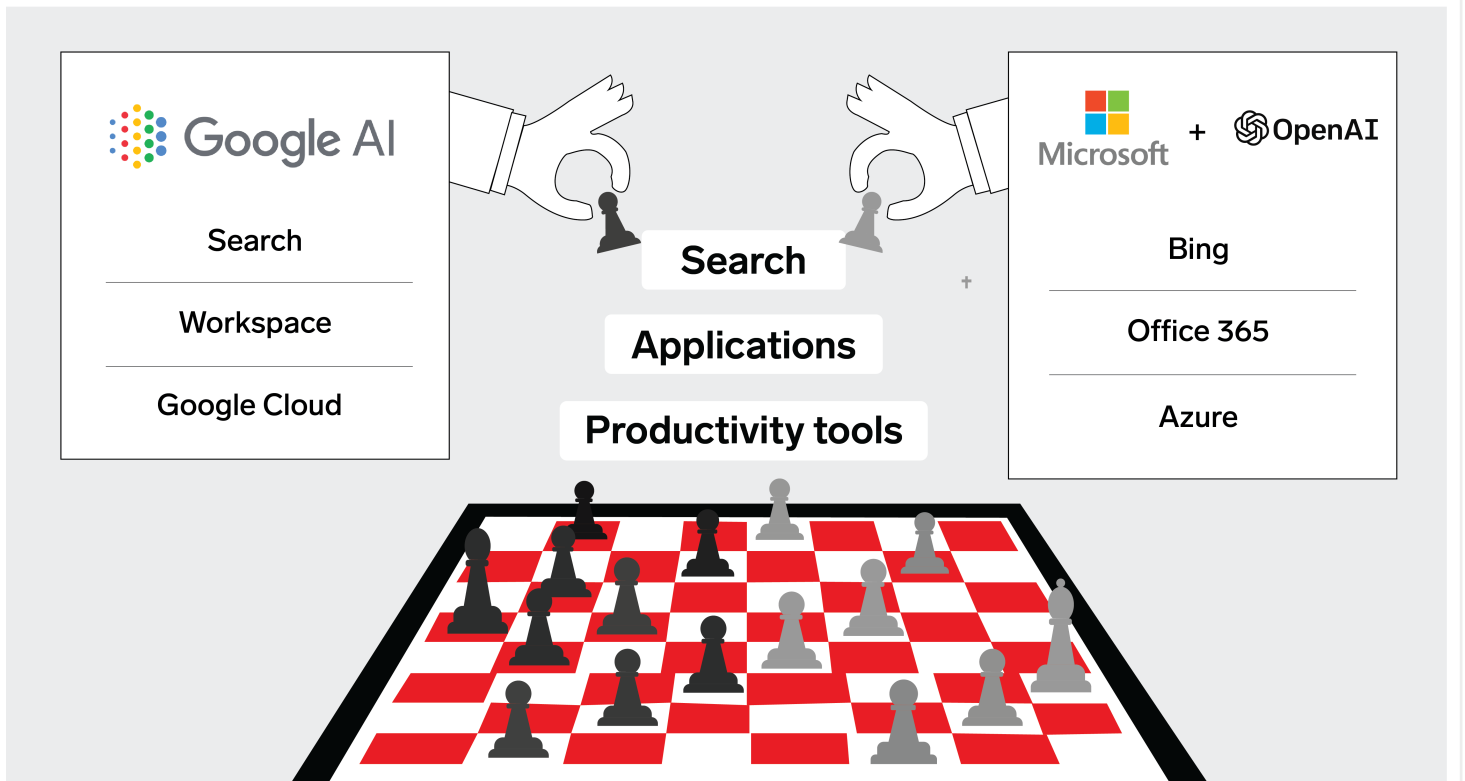 Google AI
Search
Workspace
Google Cloud
Search
Applications
Productivity tools
Microsoft + OpenAI
Bing
Office 365
Azure